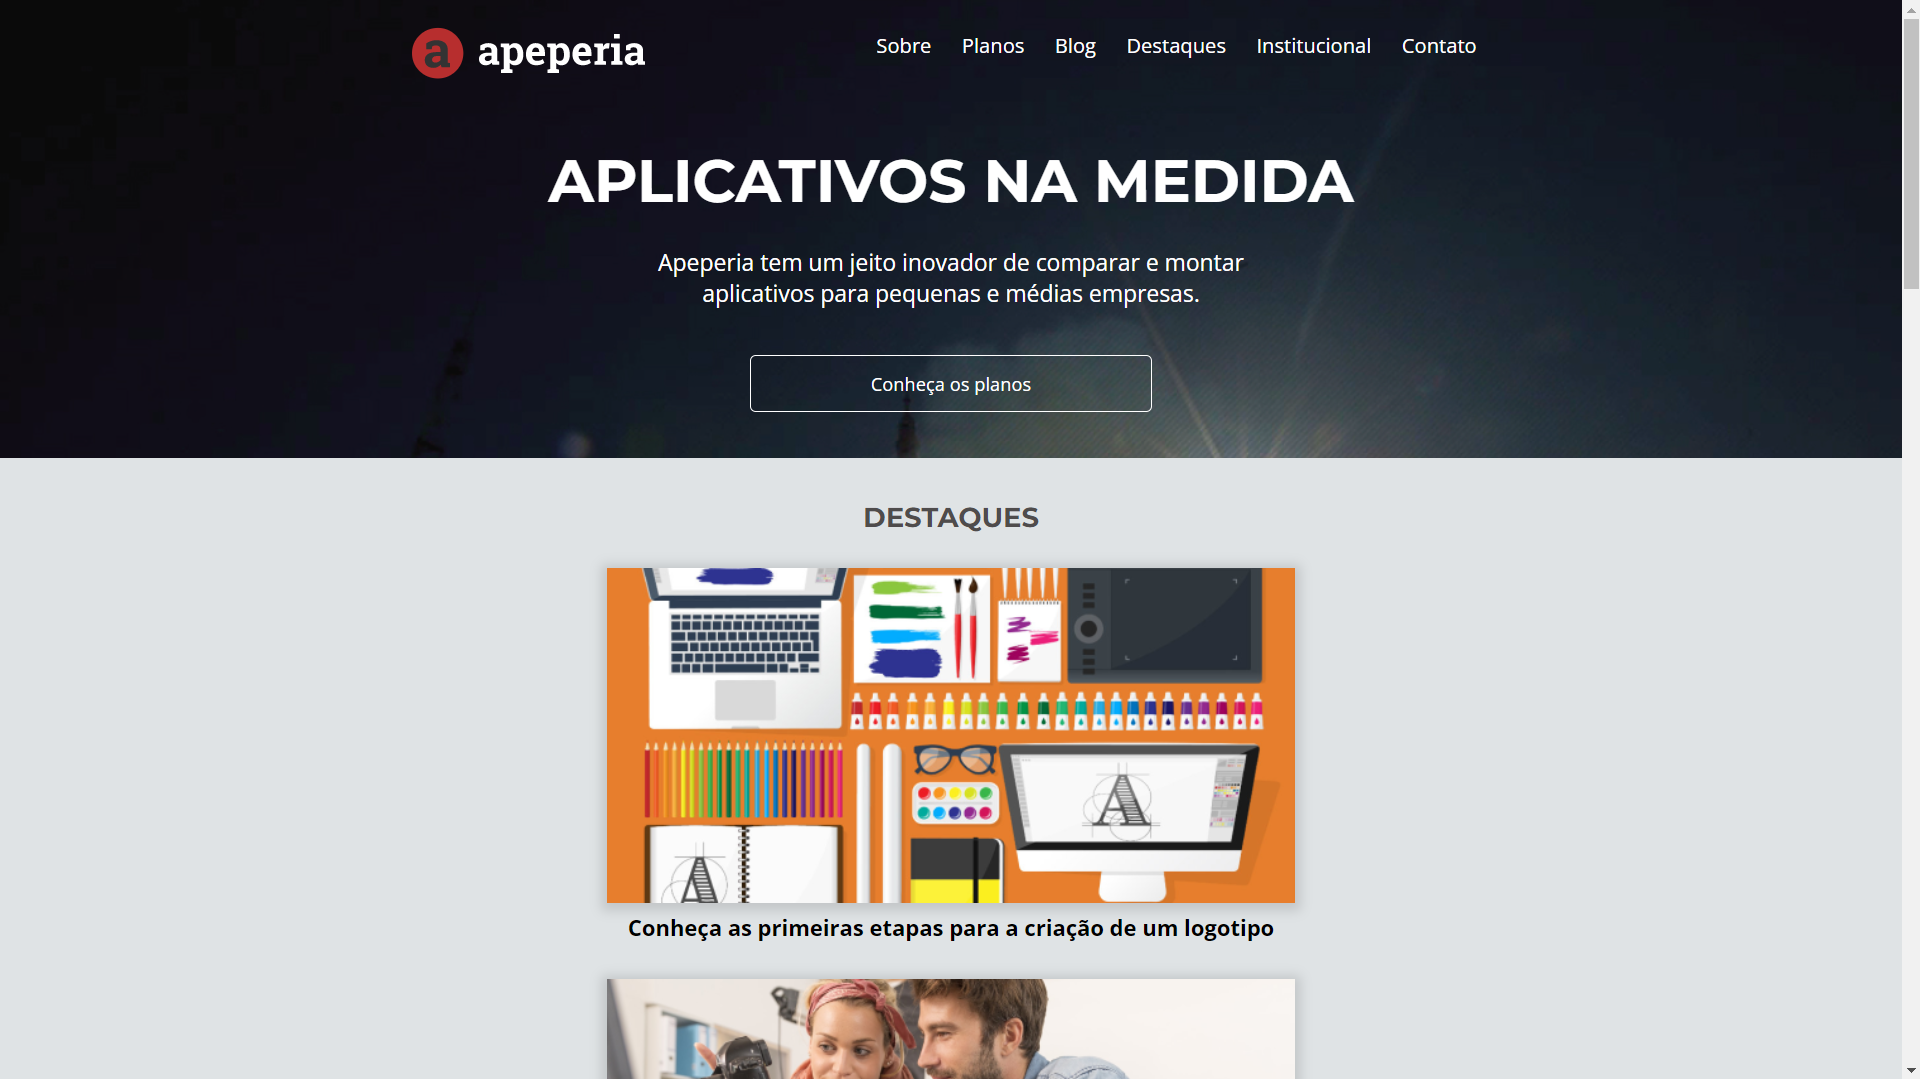 a apeperia
Sobre Planos Blog Destaques Institucional Contato
APLICATIVOS NA MEDIDA
Apeperia tem um jeito inovador de comparar e montar
aplicativos para pequenas e médias empresas.
Conheça os planos
DESTAQUES
A
A
Conheça as primeiras etapas para a criação de um logotipo